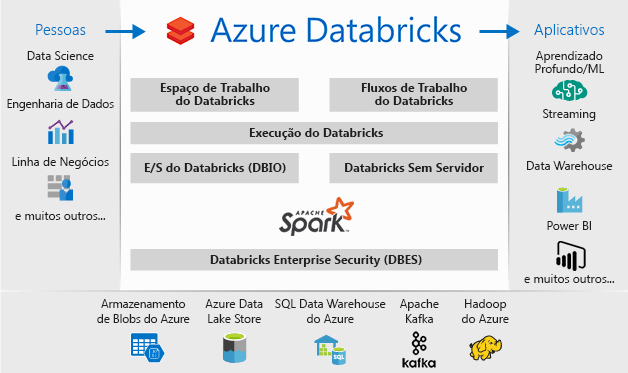 Pessoas
Azure Databricks
Aplicativos
Data Science
Engenharia de Dados
Linha de Negócios
e muitos outros...
Espaço de Trabalho
do Databricks
Fluxos de Trabalho
do Databricks
Execução do Databricks
E/S do Databricks (DBIO)
Databricks Sem Servidor
APACHE
Spark™
Databricks Enterprise Security (DBES)
Aprendizado
Profundo/ML
Streaming
Data Warehouse
Power BI
e muitos outros...
Armazenamento
de Blobs do Azure
Azure Data
Lake Store
SQL Data Warehouse
do Azure
SQL
Apache
Kafka
kafka
Hadoop
do Azure